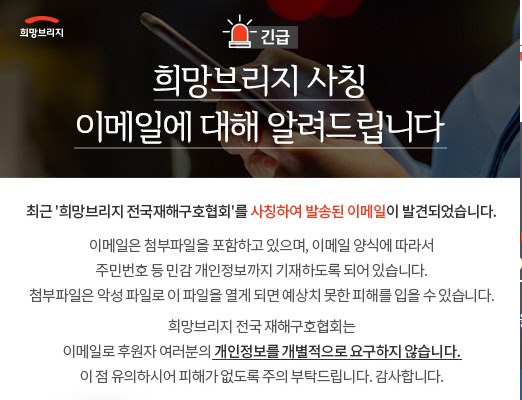 희망브리지
긴급
희망브리지 사칭
이메일에 대해 알려드립니다
최근 '희망브리지 전국재해구호협회'를 사칭하여 발송된 이메일이 발견되었습니다.
이메일은 첨부파일을 포함하고 있으며, 이메일 양식에 따라서
주민번호 등 민감 개인정보까지 기재하도록 되어 있습니다.
첨부파일은 악성 파일로 이 파일을 열게 되면 예상치 못한 피해를 입을 수 있습니다.
희망브리지 전국 재해구호협회는
이메일로 후원자 여러분의 개인정보를 개별적으로 요구하지 않습니다.
이 점 유의하시어 피해가 없도록 주의 부탁드립니다. 감사합니다.